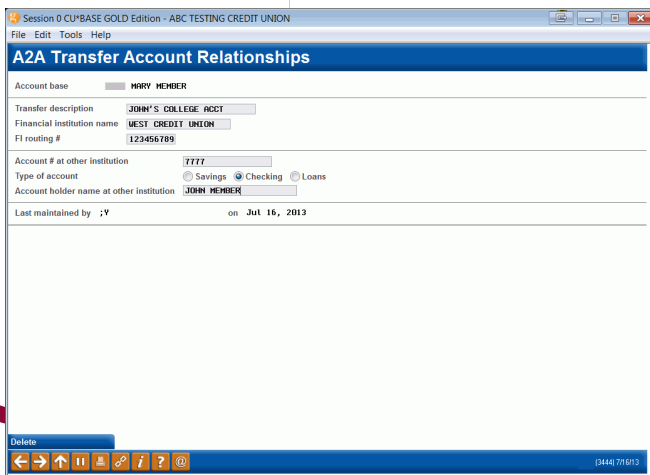 Session 0 CU*BASE GOLD Edition - ABC TESTING CREDIT UNION
File Edit Tools Help
A2A Transfer Account Relationships
Account base MARY MEMBER
Transfer description JOHN'S COLLEGE ACCT
Financial institution name WEST CREDIT UNION
FI routing # 123456789
Account # at other institution 7777
Type of account Savings Checking Loans
Account holder name at other institution JOHN MEMBER
Last maintained by ;Y on Jul 16, 2013
Delete
(3444) 7/16/13